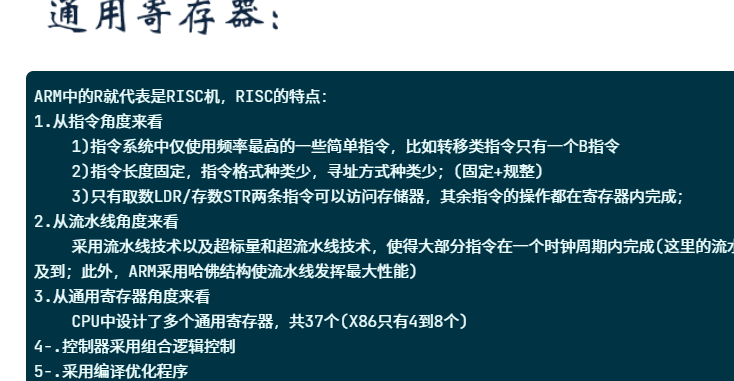 通用寄存器:
ARM中的R就代表是RISC机，RISC的特点：
1.从指令角度来看
1)指令系统中仅使用频率最高的一些简单指令，比如转移类指令只有一个B指令
2)指令长度固定，指令格式种类少，寻址方式种类少；(固定+规整)
3)只有取数LDR/存数STR两条指令可以访问存储器，其余指令的操作都在寄存器内完成；
2.从流水线角度来看
采用流水线技术以及超标量和超流水线技术，使得大部分指令在一个时钟周期内完成(这里的流水
及到；此外，ARM采用哈佛结构使流水线发挥最大性能)
3.从通用寄存器角度来看
CPU中设计了多个通用寄存器，共37个(X86只有4到8个)
4-.控制器采用组合逻辑控制
5-.采用编译优化程序